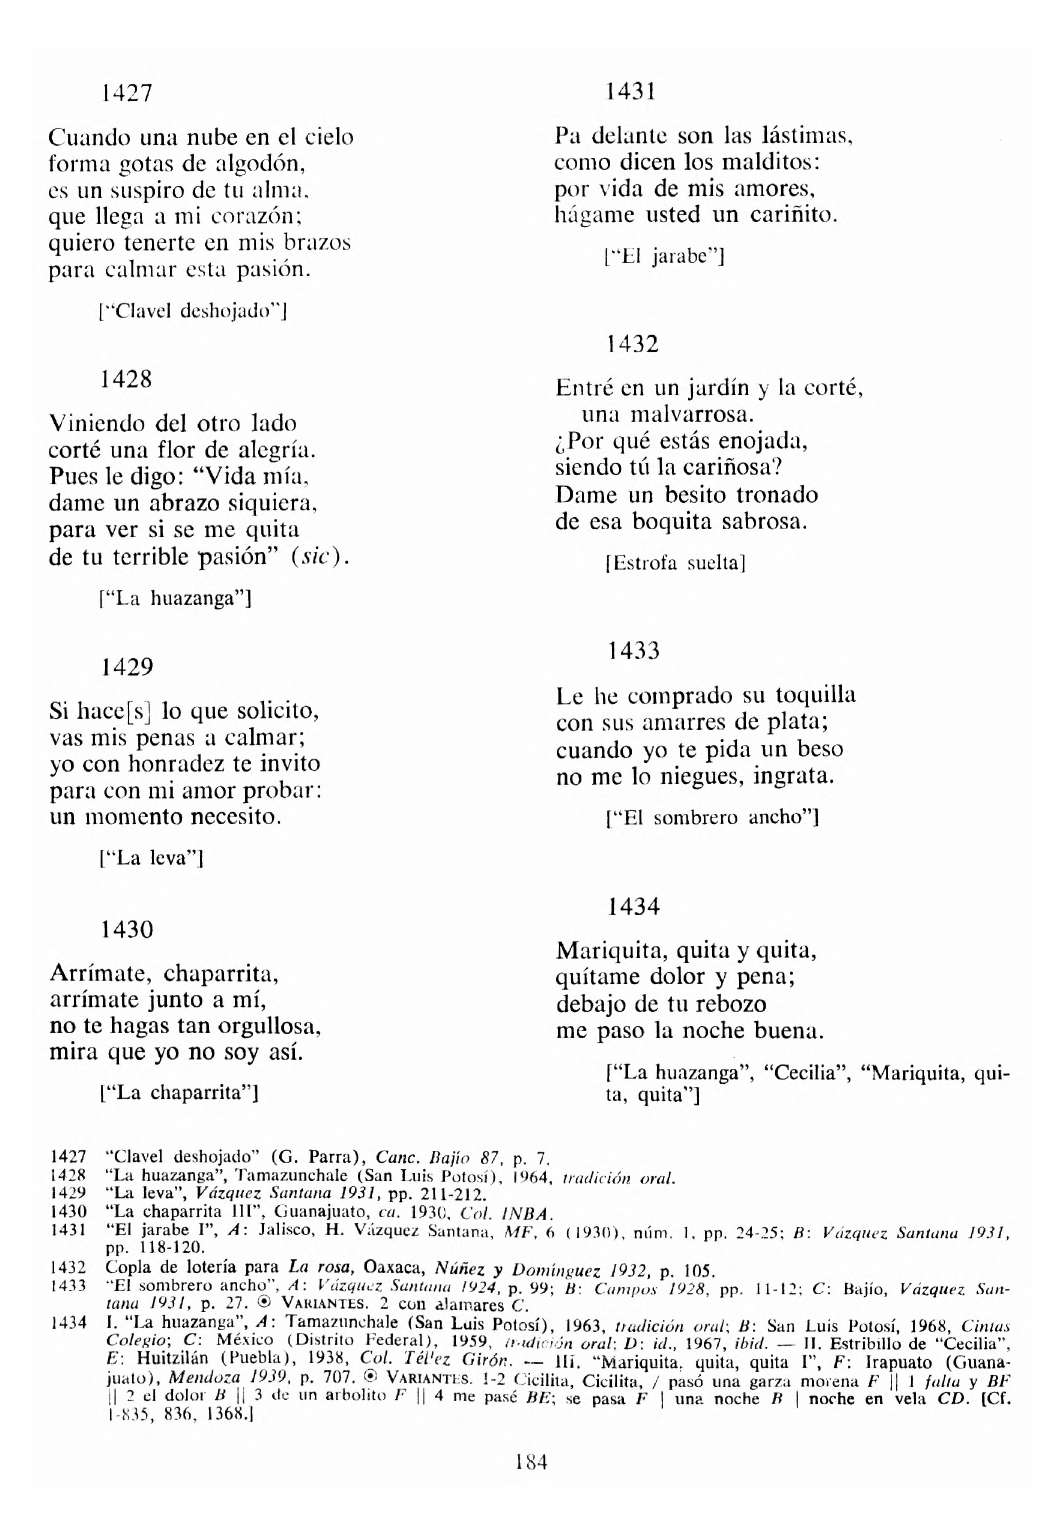 1427
Cuando una nube en el cielo
forma gotas de algodón,
es un suspiro de tu alma,
que llega a mi corazón;
quiero tenerte en mis brazos
para calmar esta pasión.
[“Clavel deshojado”]
1428
Viniendo del otro lado
corté una flor de alegría.
Pues le digo: “Vida mía,
dame un abrazo siquiera,
para ver si se me quita
de tu terrible pasión” (sic).
[“La huazanga”]
1429
Si hace[s] lo que solicito,
vas mis penas a calmar;
yo con honradez te invito
para con mi amor probar:
un momento necesito.
[“La leva”]
1430
Arrímate, chaparrita,
arrímate junto a mí,
no te hagas tan orgullosa,
mira que yo no soy así.
[“La chaparrita”]
1431
Pa delante son las lástimas,
como dicen los malditos:
por vida de mis amores,
hágame usted un cariñito.
[“El jarabe”]
1432
Entré en un jardín y la corté,
una malvarrosa.
¿Por qué estás enojada,
siendo tú la cariñosa?
Dame un besito tronado
de esa boquita sabrosa.
[Estrofa suelta]
1433
Le he comprado su toquilla
con sus amarres de plata;
cuando yo te pida un beso
no me lo niegues, ingrata.
[“El sombrero ancho”]
1434
Mariquita, quita y quita,
quítame dolor y pena;
debajo de tu rebozo
me paso la noche buena.
[“La huazanga”, “Cecilia”, “Mariquita, qui-
ta, quita”]
1427 “Clavel deshojado” (G. Parra), Canc. Bajío 87, p. 7.
1428 “La huazanga”, Tamazunchale (San Luis Potosí), 1964, tradición oral.
1429 “La leva”, Vázquez Santana 1931, pp. 211-212.
1430 “La chaparrita III”, Guanajuato, ca. 1930, Col. INBA.
1431 “El jarabe I”, A: Jalisco, H. Vázquez Santana, MF, 6 (1930), núm. 1, pp. 24-25; B: Vázquez Santana 1931,
pp. 118-120.
1432 Copla de lotería para La rosa, Oaxaca, Núñez y Domínguez 1932, p. 105.
1433 “El sombrero ancho”, A: Vázquez Santana 1924, p. 99; B: Campos 1928, pp. 11-12; C: Bajío, Vázquez San-
tana 1931, p. 27. ⊙ VARIANTES. 2 con alamares C.
1434 I. “La huazanga”, A: Tamazunchale (San Luis Potosí), 1963, tradición oral; B: San Luis Potosí, 1968, Cintas
Colegio; C: México (Distrito Federal), 1959, tradición oral; D: id., 1967, ibid. — II. Estribillo de “Cecilia”,
E: Huitzilán (Puebla), 1938, Col. Téllez Girón. — III. “Mariquita, quita, quita I”, F: Irapuato (Guana-
juato), Mendoza 1939, p. 707. ⊙ VARIANTES. 1-2 Cicilita, Cicilita, / pasó una garza morena F || 1 falta y BF
|| 2 el dolor B || 3 de un arbolito F || 4 me pasé BE; se pasa F | una noche B | noche en vela CD. [Cf.
1-835, 836, 1368.]
184